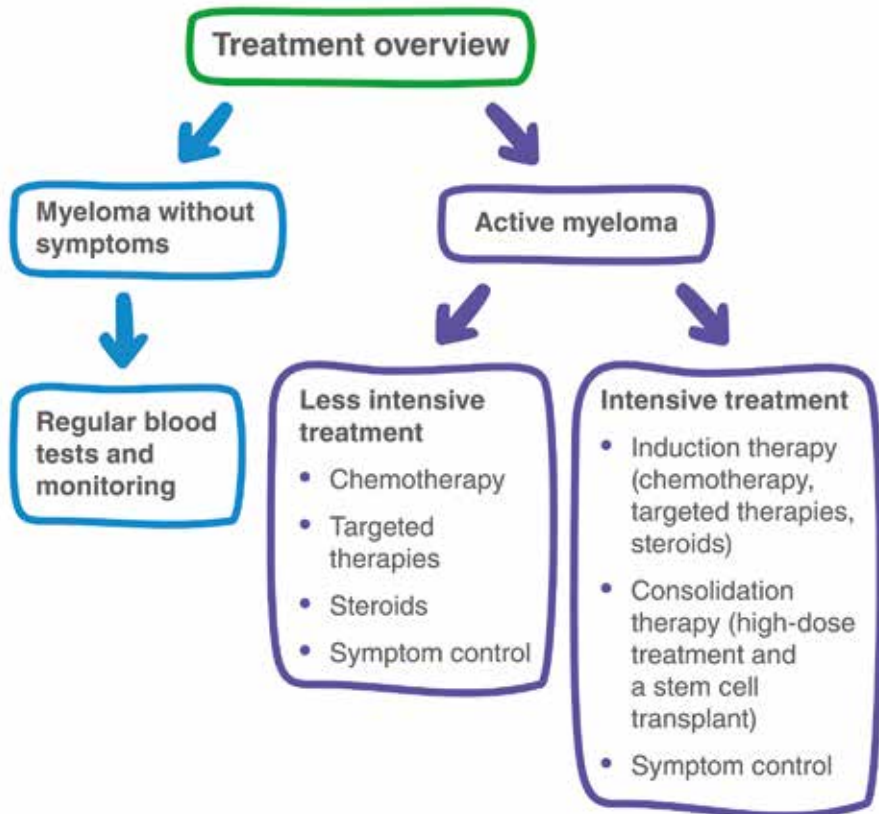 Treatment overview
Myeloma without
symptoms
Active myeloma
Regular blood
tests and
monitoring
Less intensive
treatment
• Chemotherapy
• Targeted
therapies
• Steroids
• Symptom control
Intensive treatment
• Induction therapy
(chemotherapy,
targeted therapies,
steroids)
• Consolidation
therapy (high-dose
treatment and
a stem cell
transplant)
• Symptom control